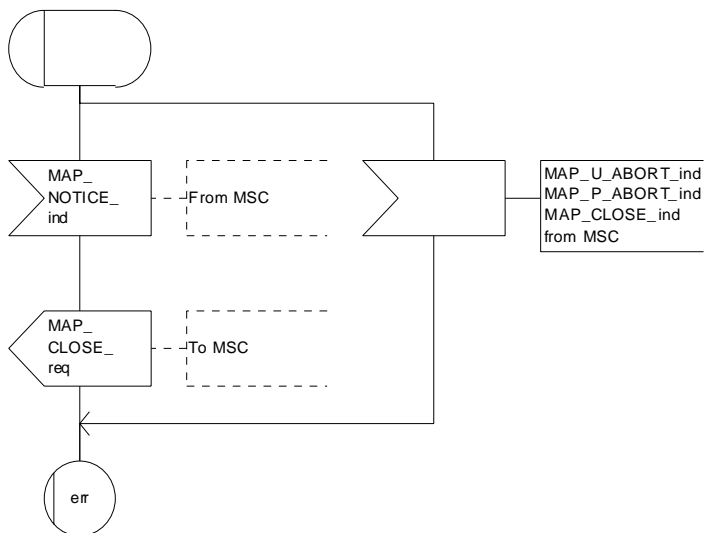 MAP_
NOTICE_
ind
From MSC
MAP_U_ABORT_ind
MAP_P_ABORT_ind
MAP_CLOSE_ind
from MSC
MAP_
CLOSE_
req
To MSC
err